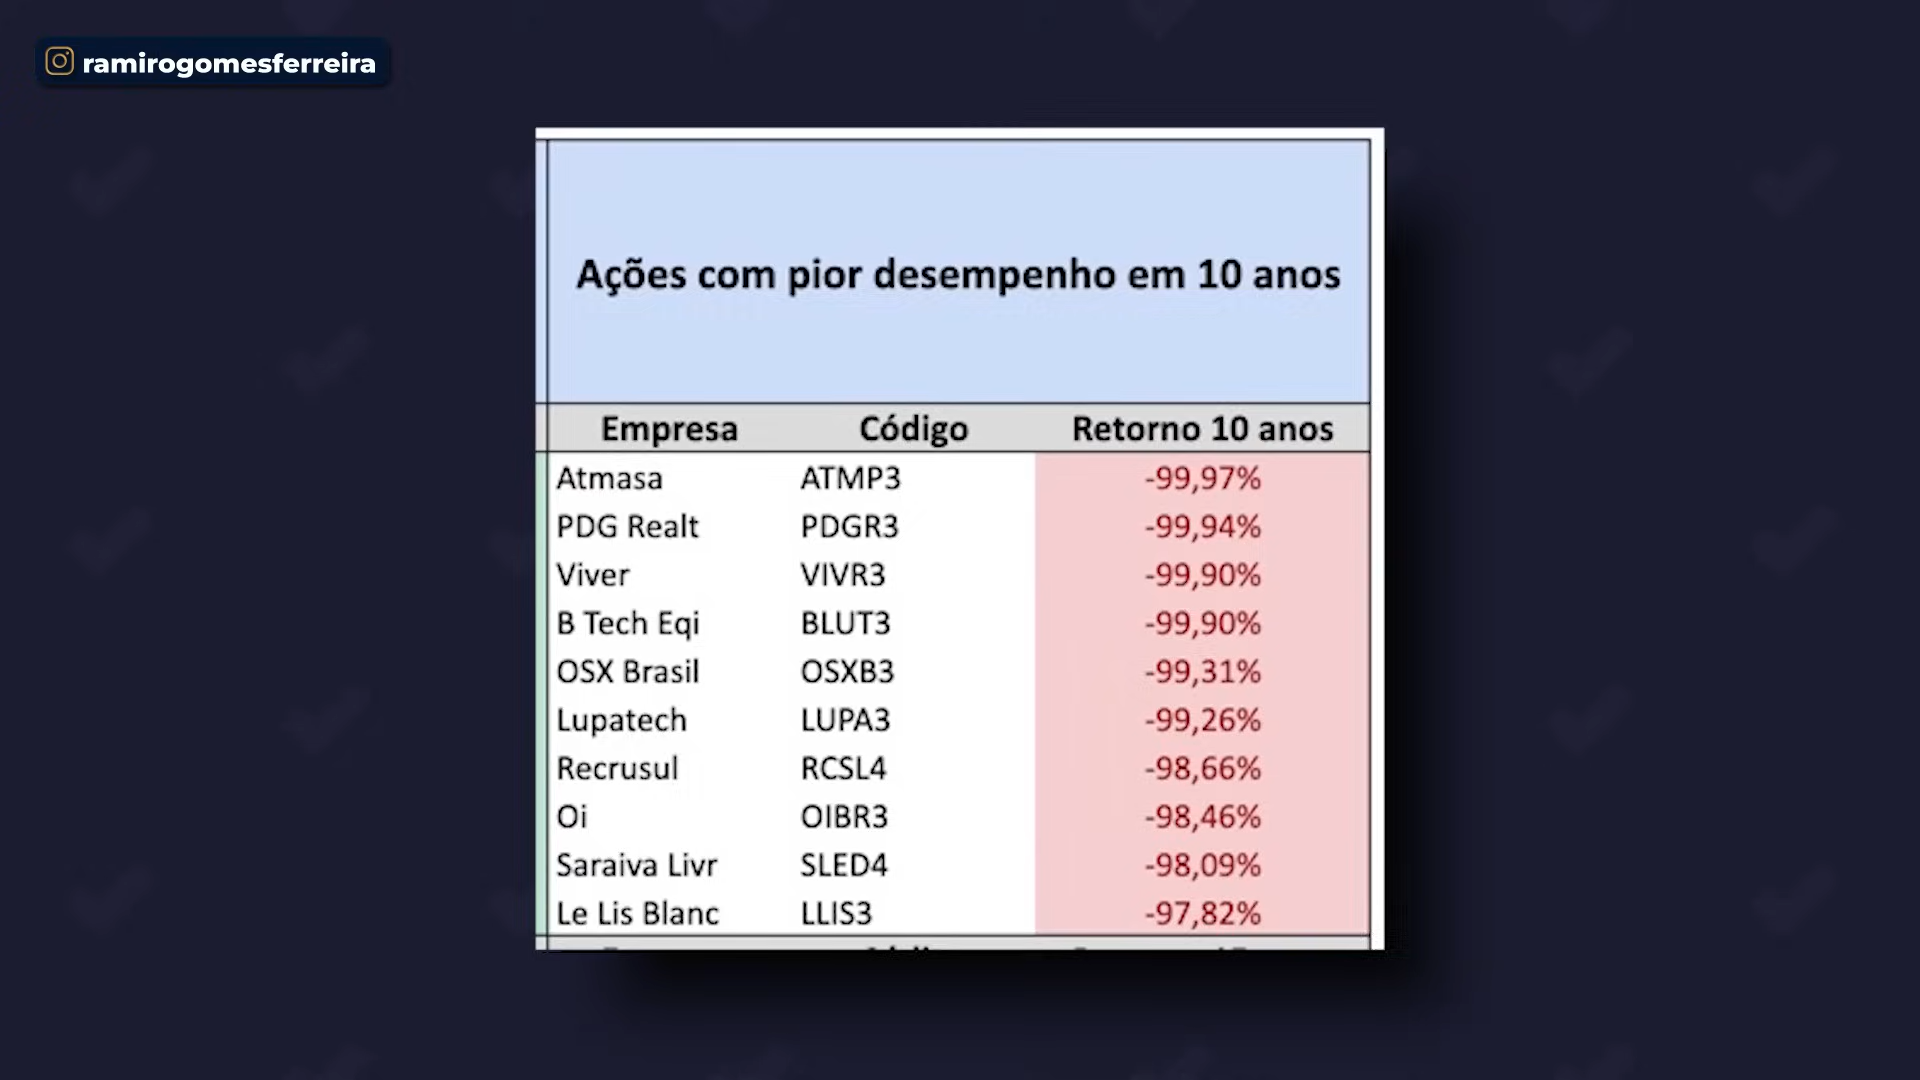 ramirogomesferreira
Ações com pior desempenho em 10 anos
Empresa Código Retorno 10 anos
Atmasa ATMP3 -99,97%
PDG Realt PDGR3 -99,94%
Viver VIVR3 -99,90%
B Tech Eqi BLUT3 -99,90%
OSX Brasil OSXB3 -99,31%
Lupatech LUPA3 -99,26%
Recrusul RCSL4 -98,66%
Oi OIBR3 -98,46%
Saraiva Livr SLED4 -98,09%
Le Lis Blanc LLIS3 -97,82%